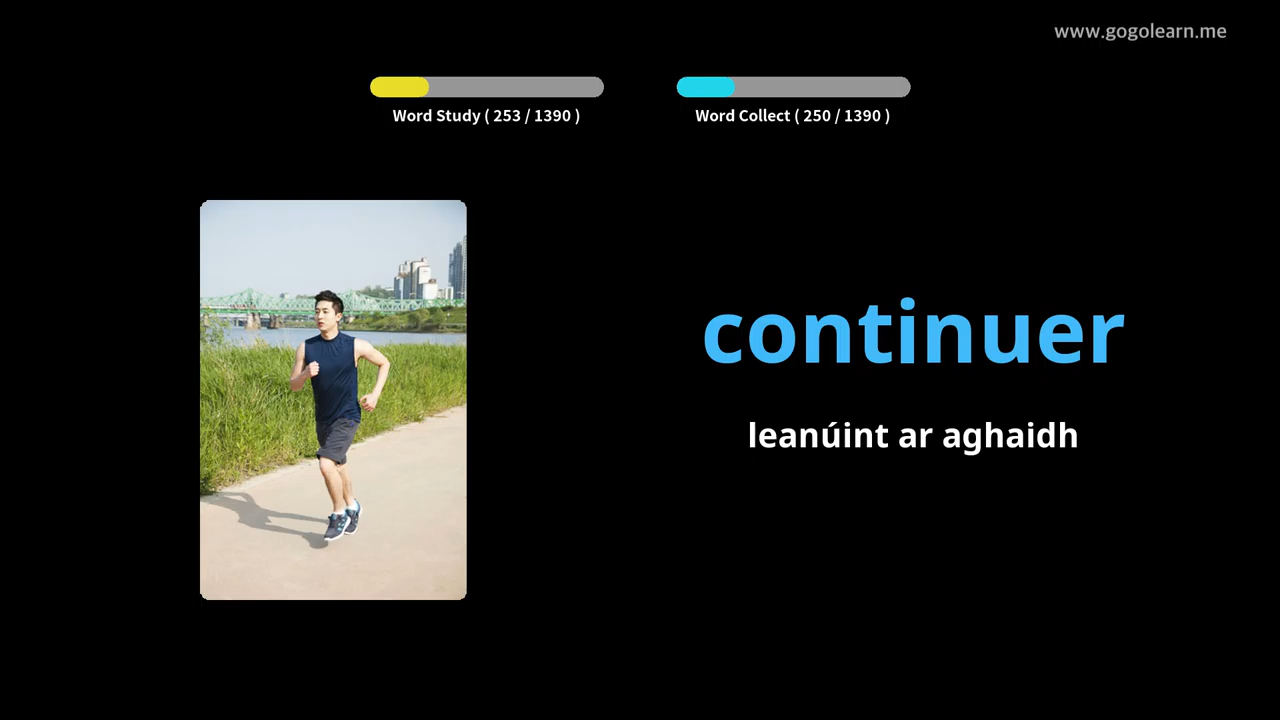 www.gogolearn.me
Word Study ( 253 / 1390 )
Word Collect ( 250 / 1390 )
continuer
leanúint ar aghaidh